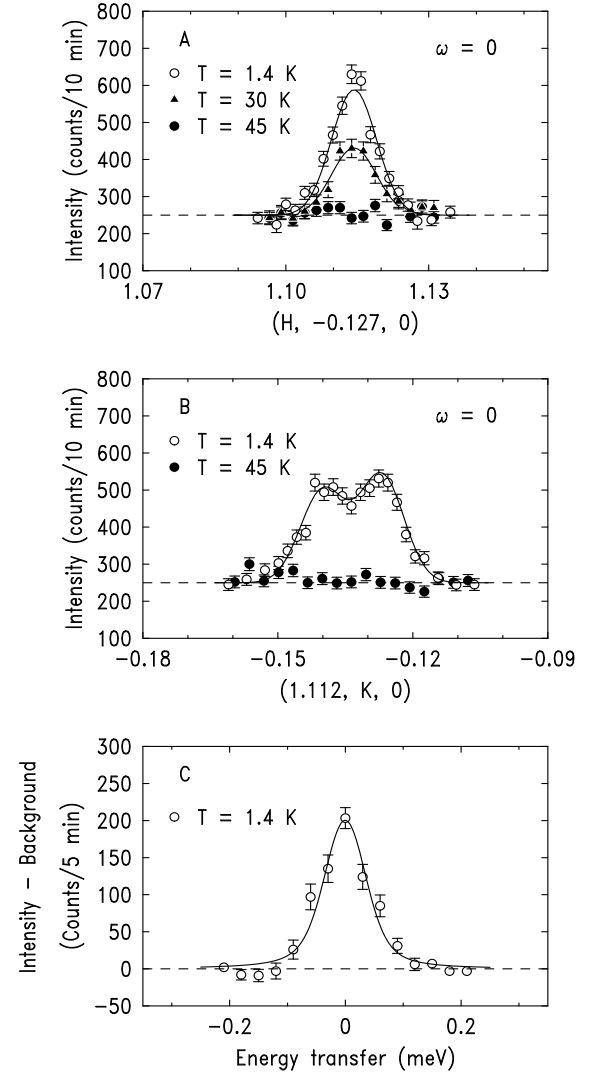 800
700
600
500
400
300
200
100
Intensity (counts/10 min)
A
ω = 0
T = 1.4 K
T = 30 K
T = 45 K
1.07
1.10
1.13
(H, -0.127, 0)
800
700
600
500
400
300
200
100
Intensity (counts/10 min)
B
ω = 0
T = 1.4 K
T = 45 K
-0.18
-0.15
-0.12
-0.09
(1.112, K, 0)
300
250
200
150
100
50
0
-50
Intensity - Background
(Counts/5 min)
C
T = 1.4 K
-0.2
0
0.2
Energy transfer (meV)